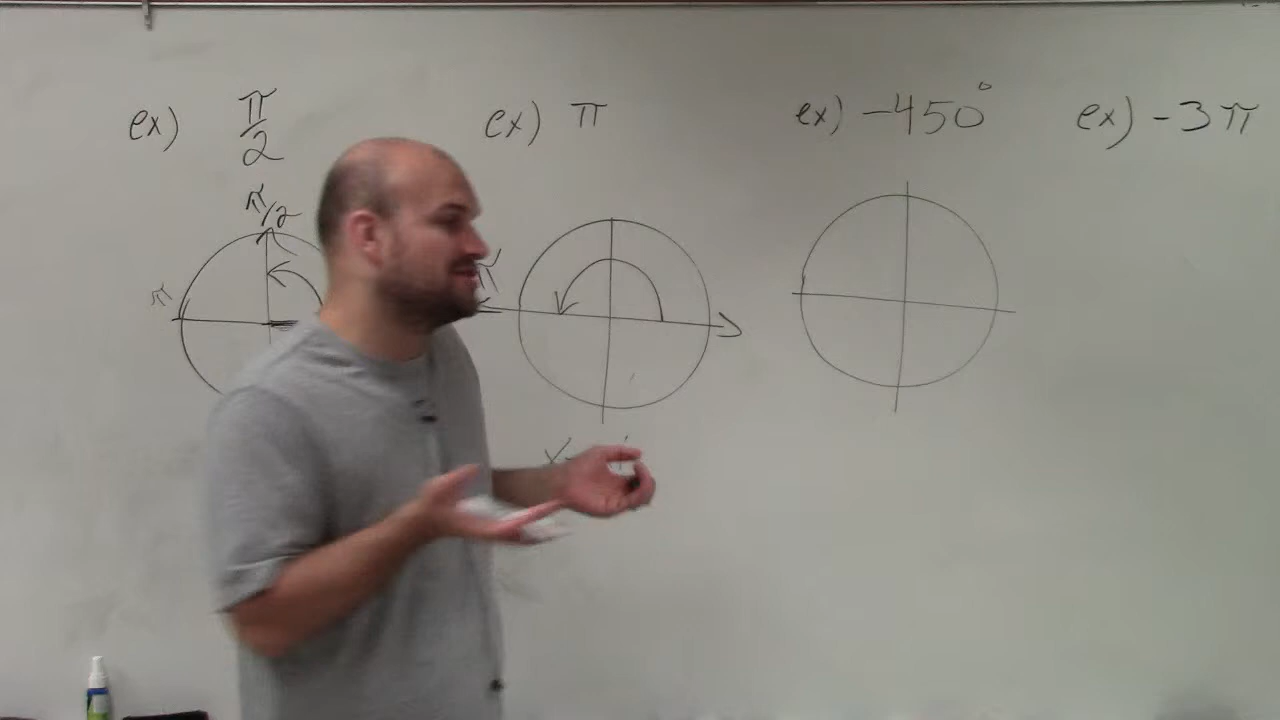 ex) π/2
ex) π
ex) -450°
ex) -3π
π/2
π
π